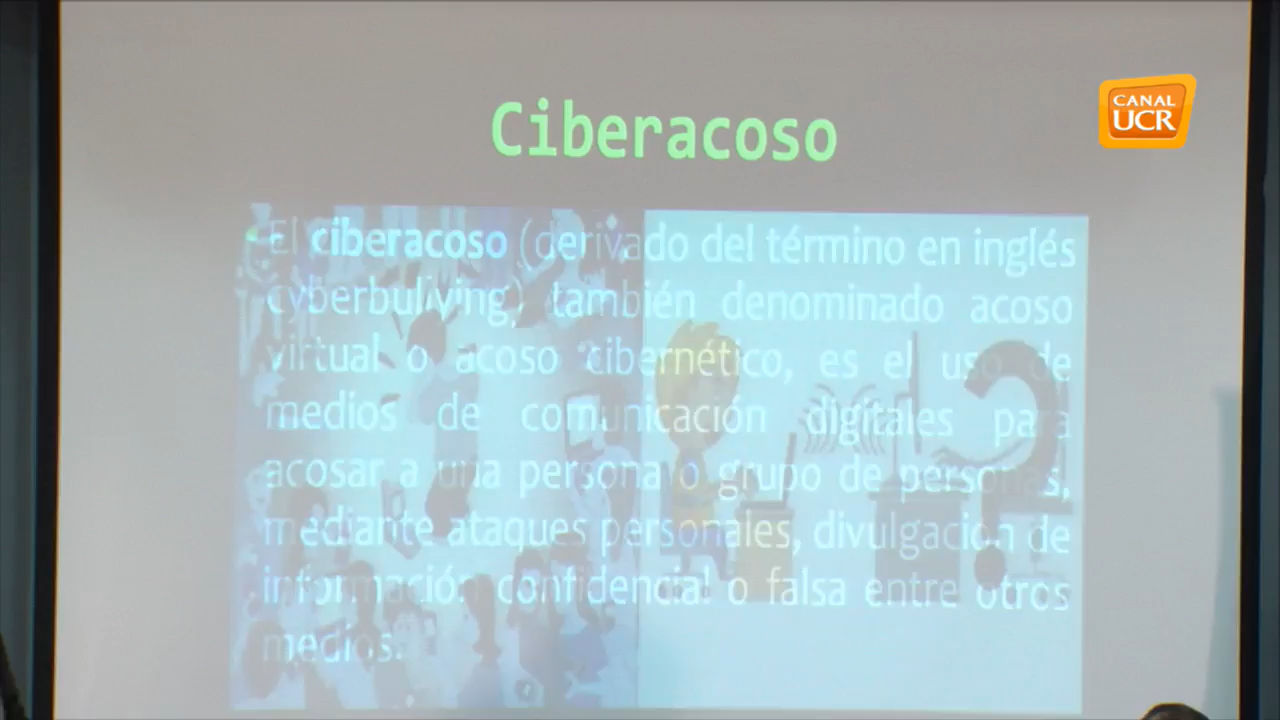 Ciberacoso
CANAL
UCR
El ciberacoso (derivado del término en inglés
cyberbullying) también denominado acoso
virtual o acoso cibernético, es el uso de
medios de comunicación digitales para
acosar a una persona o grupo de personas,
mediante ataques personales, divulgación de
información confidencial o falsa entre otros
medios.